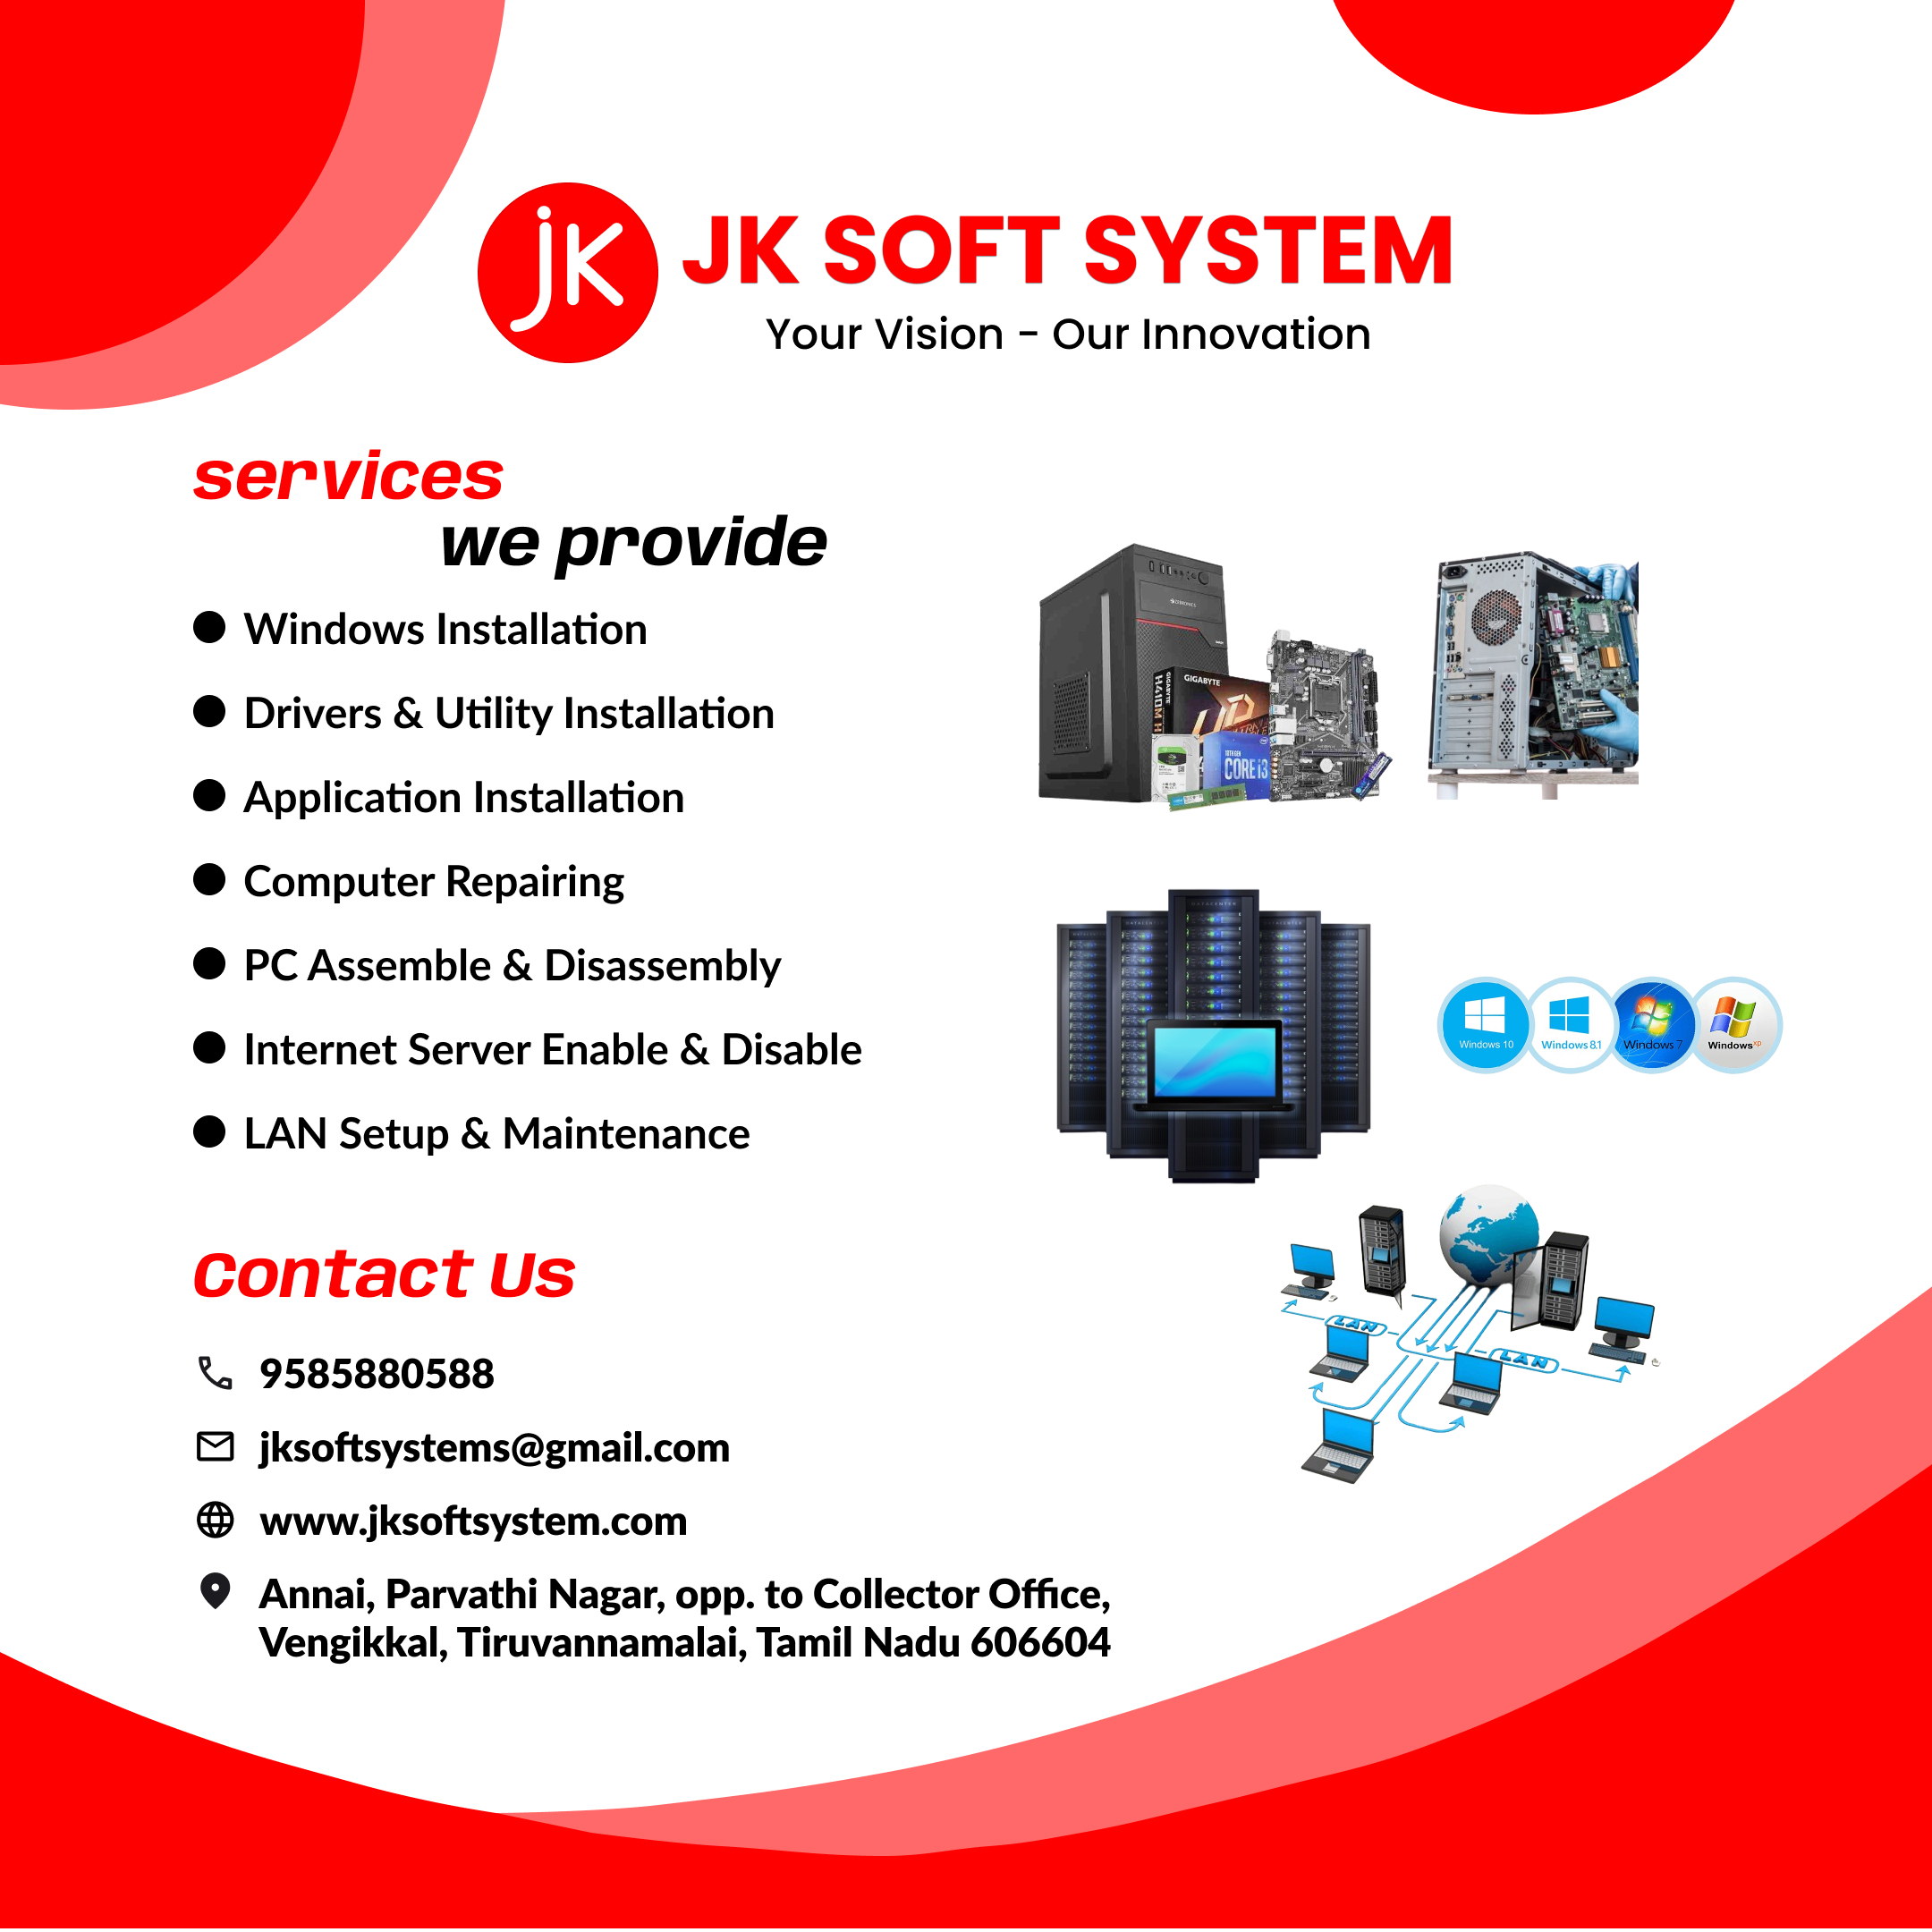 jK
JK SOFT SYSTEM
Your Vision - Our Innovation
services
we provide
Windows Installation
Drivers & Utility Installation
Application Installation
Computer Repairing
PC Assemble & Disassembly
Internet Server Enable & Disable
LAN Setup & Maintenance
GIGABYTE
CORE i3
DATACENTER
Windows 10
Windows 8.1
Windows 7
Windows xp
LAN
LAN
Contact Us
9585880588
jksoftsystems@gmail.com
www.jksoftsystem.com
Annai, Parvathi Nagar, opp. to Collector Office,
Vengikkal, Tiruvannamalai, Tamil Nadu 606604